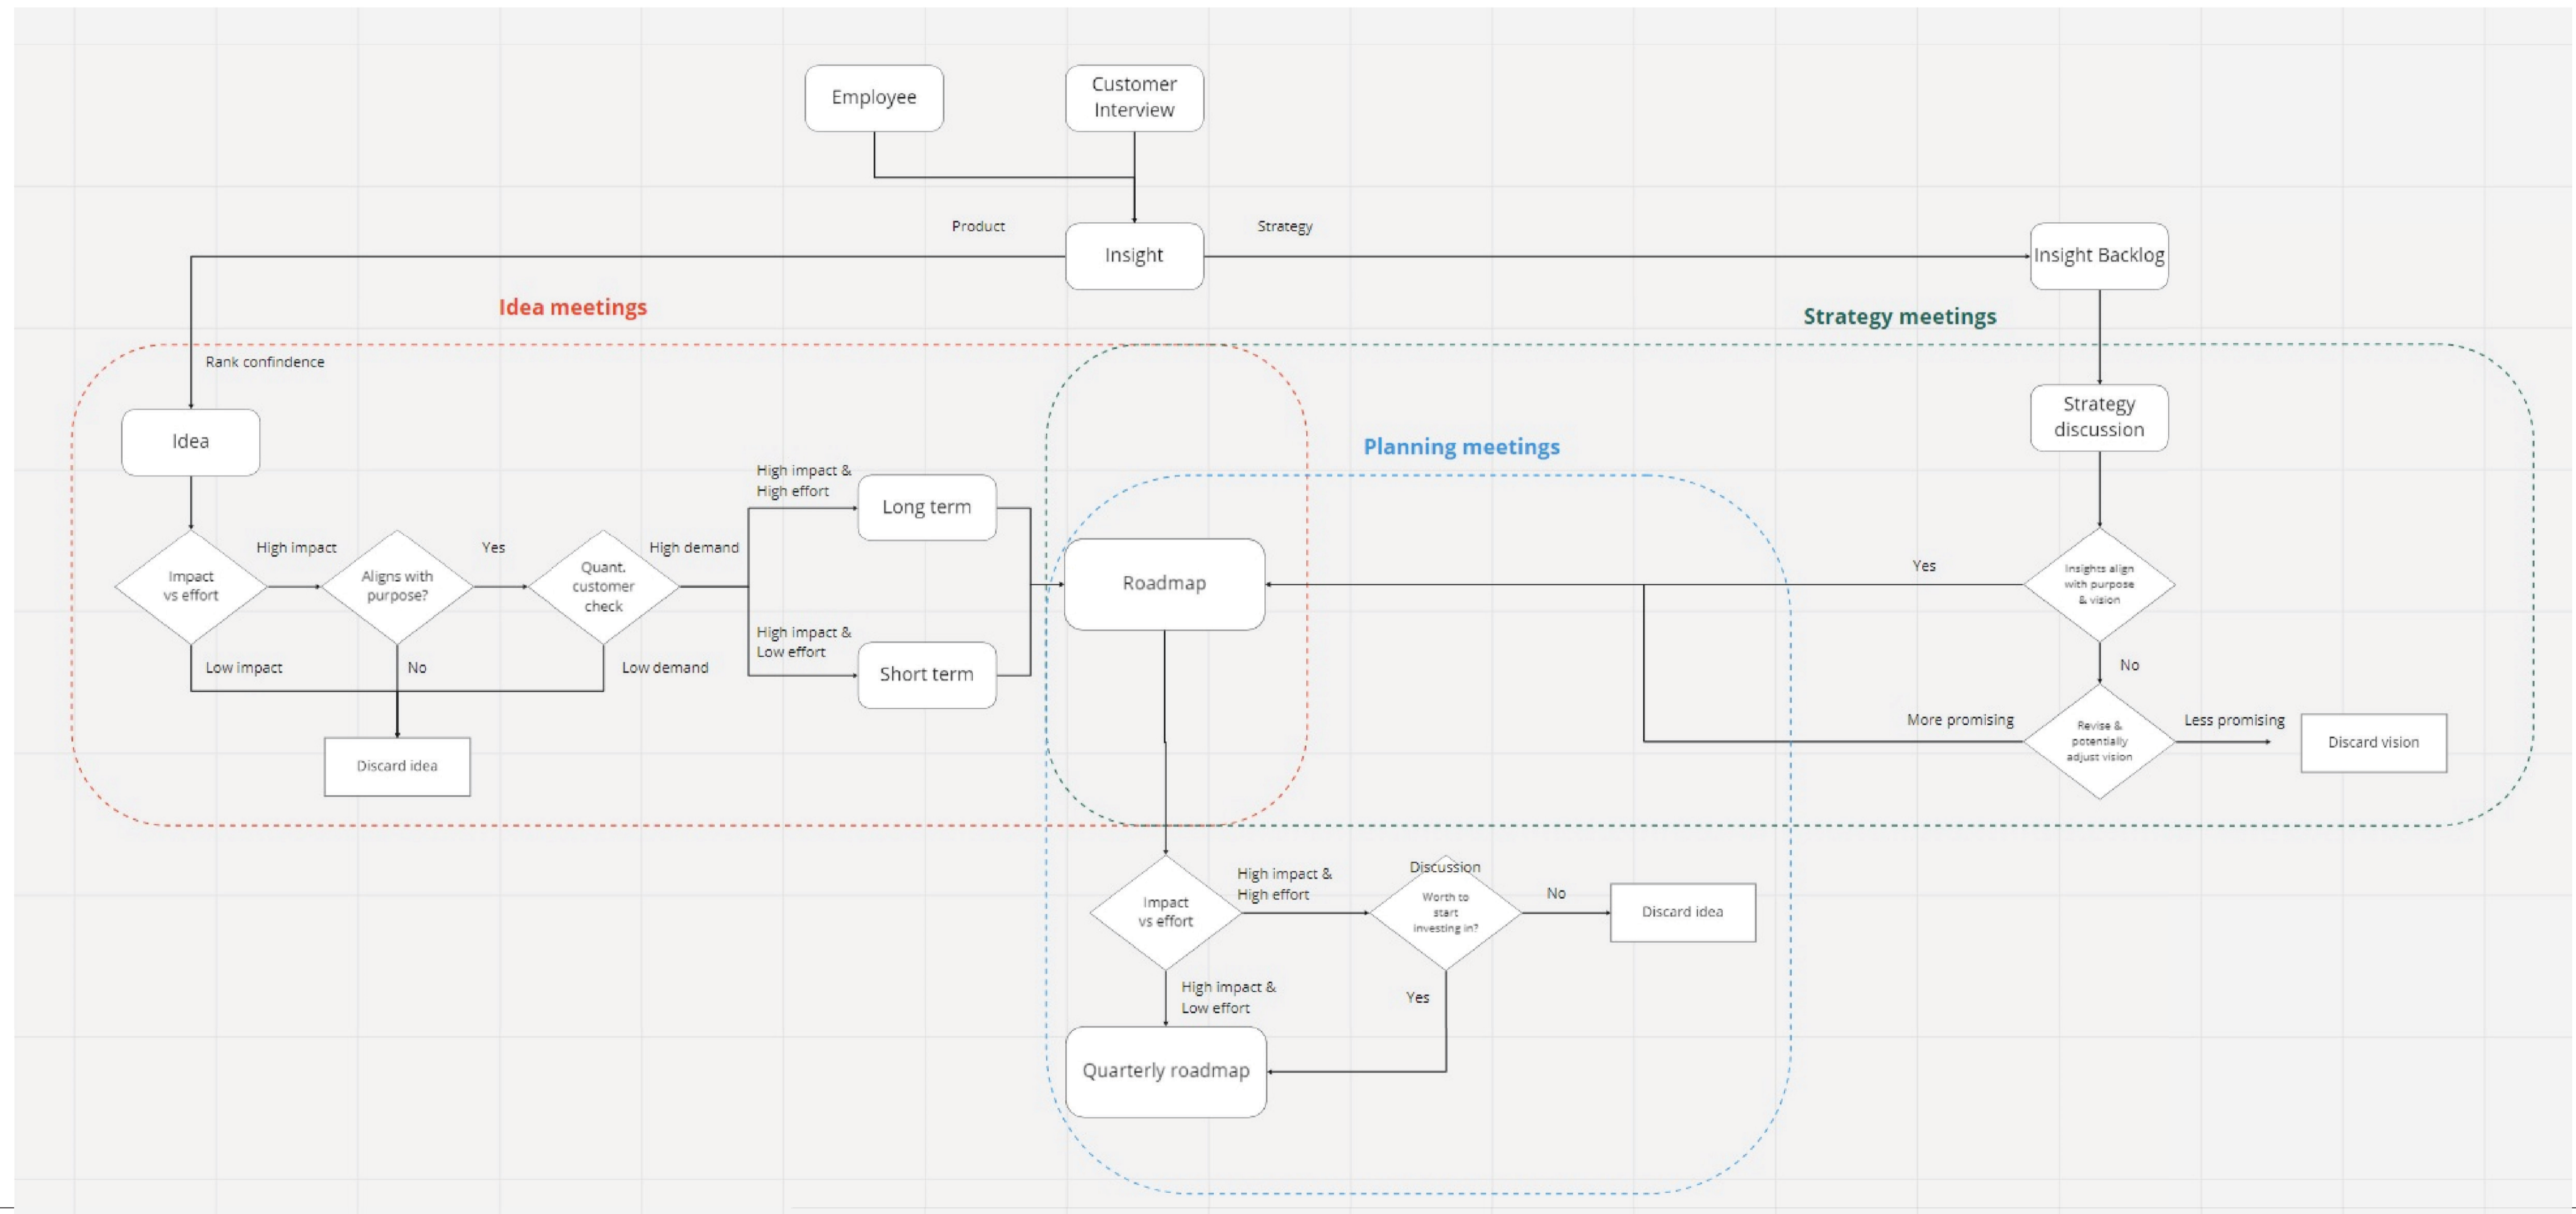 Employee
Customer
Interview
Product
Insight
Strategy
Insight Backlog
Idea meetings
Strategy meetings
Rank confindence
Idea
Strategy
discussion
Planning meetings
High impact &
High effort
Long term
Impact
vs effort
High impact
Aligns with
purpose?
Yes
Quant.
customer
check
High demand
Roadmap
Yes
Insights align
with purpose
& vision
High impact &
Low effort
Short term
Low impact
No
Low demand
No
Discard idea
More promising
Revise &
potentially
adjust vision
Less promising
Discard vision
Impact
vs effort
High impact &
High effort
Discussion
Worth to
start
investing in?
No
Discard idea
High impact &
Low effort
Yes
Quarterly roadmap